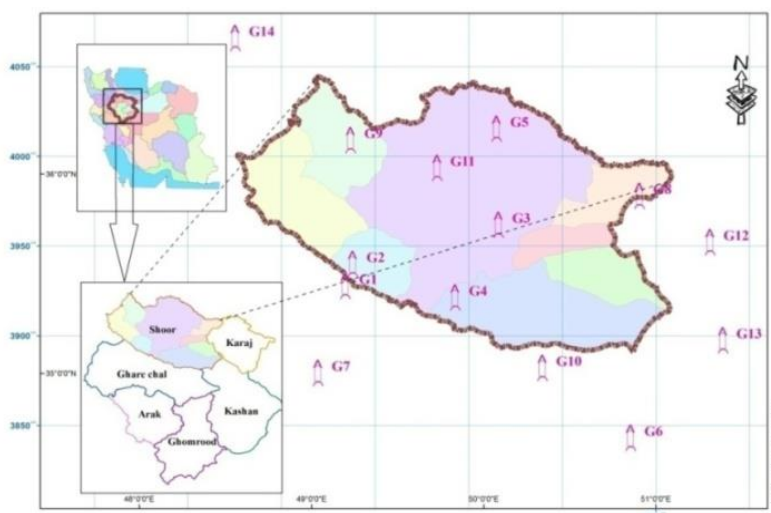 G14
N
4050
G5
G9
4000
G11
36°0'0"N
G8
G3
G12
3950
G2
G1
G4
Shoor
3900
Karaj
G13
G10
G7
35°0'0"N
Gharc chal
Arak
Kashan
Ghomrood
G6
3850
48°0'0"E
49°0'0"E
50°0'0"E
51°0'0"E